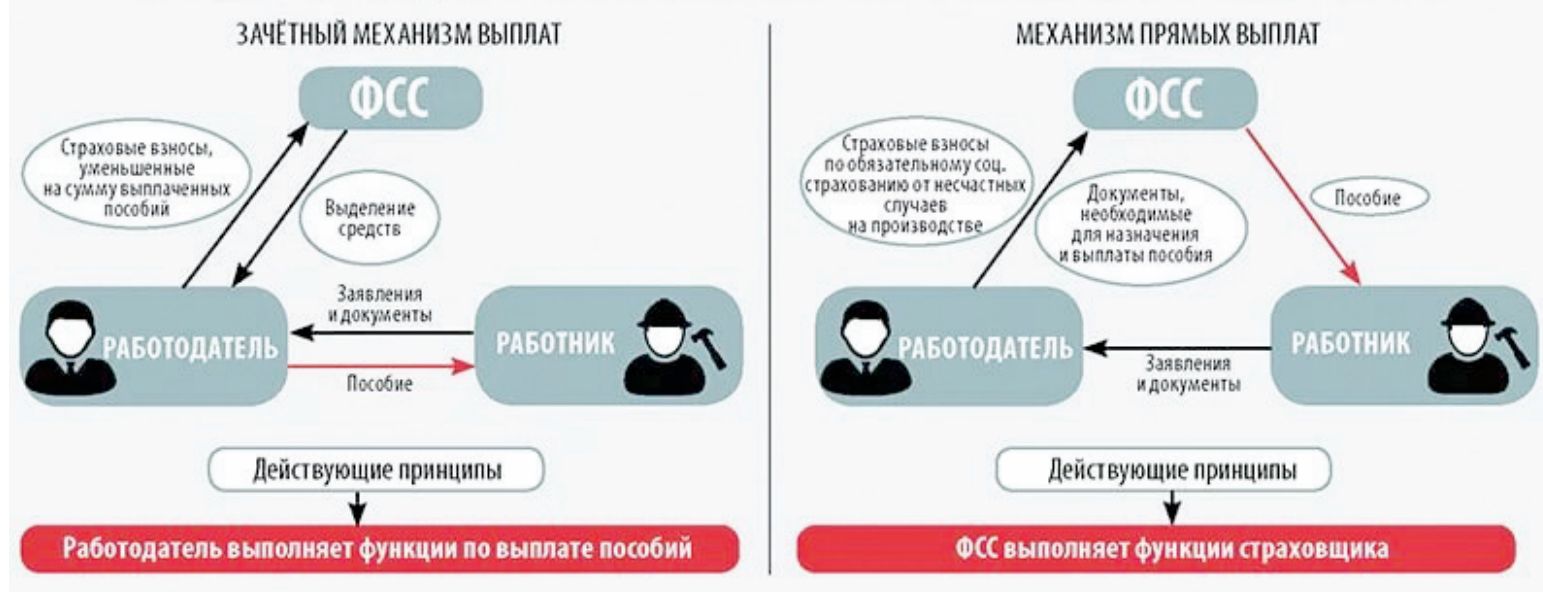 ЗАЧЁТНЫЙ МЕХАНИЗМ ВЫПЛАТ
ФСС
Страховые взносы,
уменьшенные
на сумму выплаченных
пособий
Выделение
средств
Заявления
и документы
РАБОТОДАТЕЛЬ
РАБОТНИК
Пособие
Действующие принципы
Работодатель выполняет функции по выплате пособий
МЕХАНИЗМ ПРЯМЫХ ВЫПЛАТ
ФСС
Страховые взносы
по обязательному соц.
страхованию от несчастных
случаев
на производстве
Документы,
необходимые
для назначения
и выплаты пособия
Пособие
РАБОТОДАТЕЛЬ
РАБОТНИК
Заявления
и документы
Действующие принципы
ФСС выполняет функции страховщика